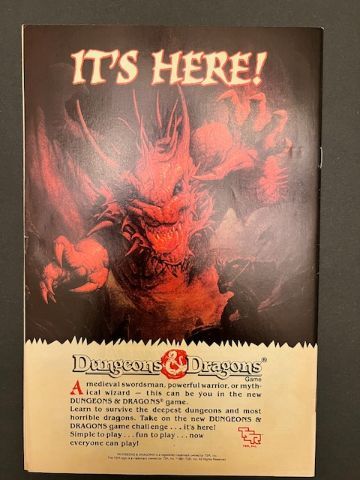 IT'S HERE!
Dungeons & Dragons®
Game
A medieval swordsman, powerful warrior, or myth-
ical wizard — this can be you in the new
DUNGEONS & DRAGONS® game.
Learn to survive the deepest dungeons and most
horrible dragons. Take on the new DUNGEONS &
DRAGONS game challenge . . . it's here!
Simple to play . . . fun to play . . . now
everyone can play!
TSR, Inc.